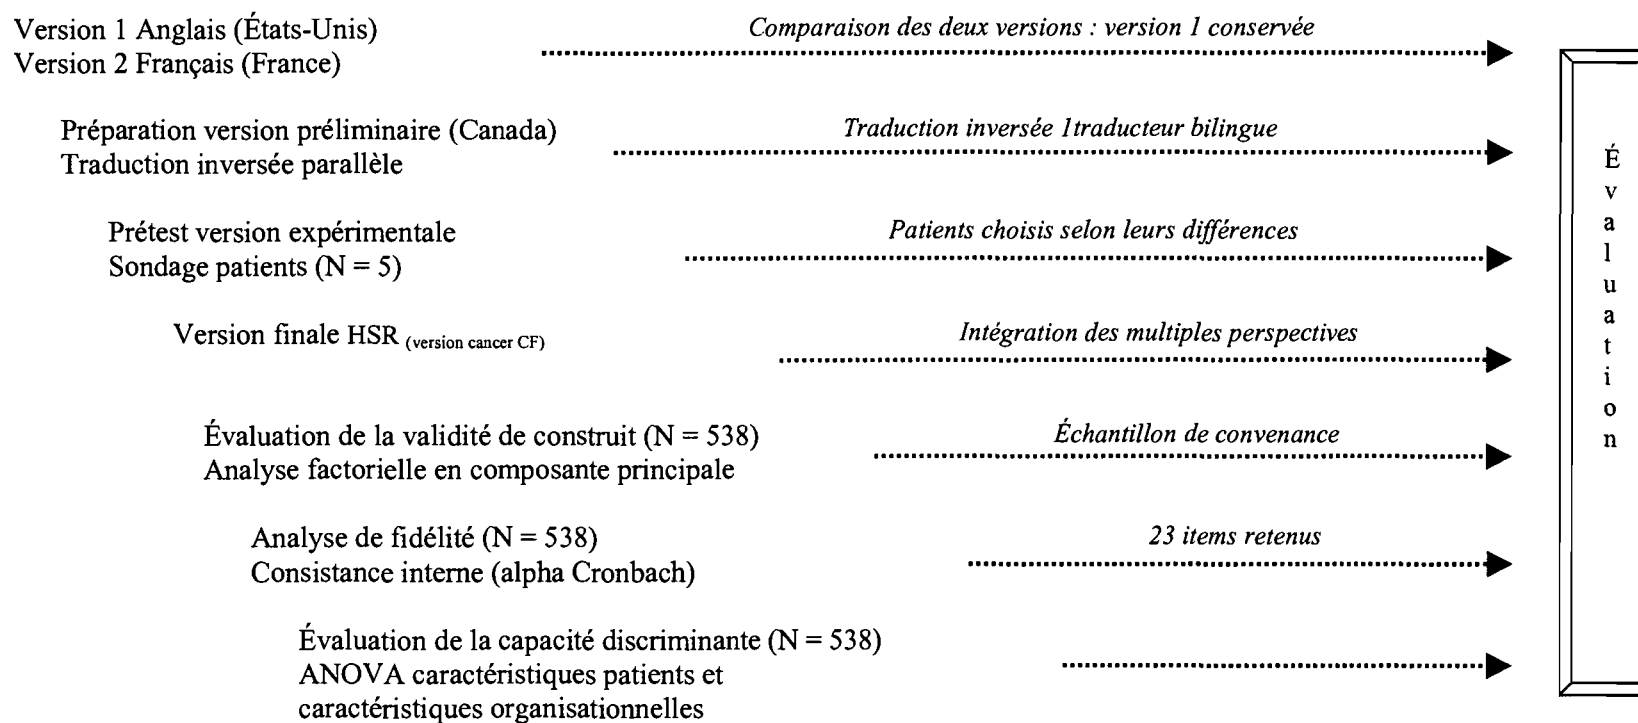 Version 1 Anglais (États-Unis)
Version 2 Français (France)
Comparaison des deux versions : version 1 conservée
Préparation version préliminaire (Canada)
Traduction inversée parallèle
Traduction inversée 1traducteur bilingue
Prétest version expérimentale
Sondage patients (N = 5)
Patients choisis selon leurs différences
Version finale HSR (version cancer CF)
Intégration des multiples perspectives
Évaluation de la validité de construit (N = 538)
Analyse factorielle en composante principale
Échantillon de convenance
Analyse de fidélité (N = 538)
Consistance interne (alpha Cronbach)
23 items retenus
Évaluation de la capacité discriminante (N = 538)
ANOVA caractéristiques patients et
caractéristiques organisationnelles
Évaluation